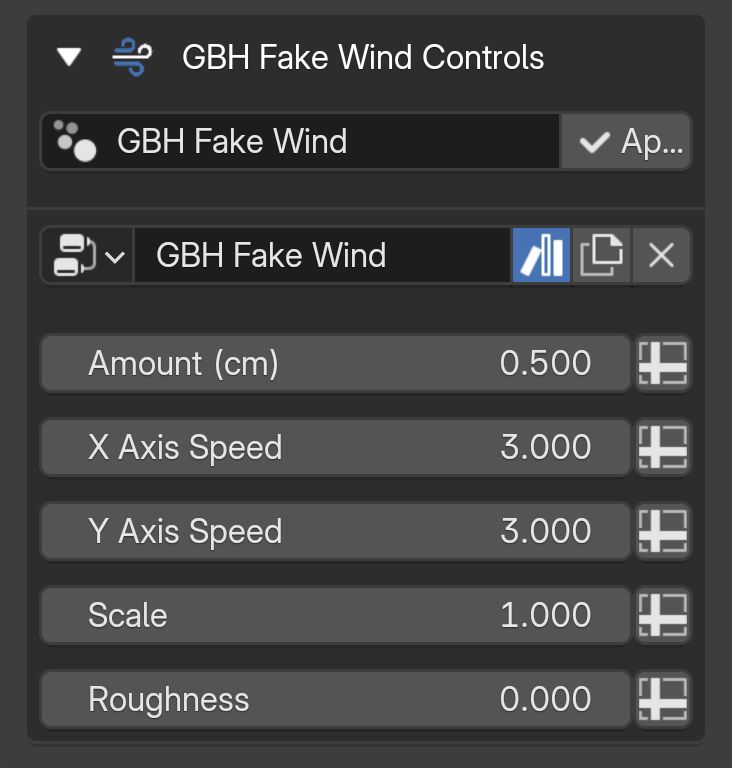 GBH Fake Wind Controls
GBH Fake Wind Ap...
GBH Fake Wind
Amount (cm) 0.500
X Axis Speed 3.000
Y Axis Speed 3.000
Scale 1.000
Roughness 0.000